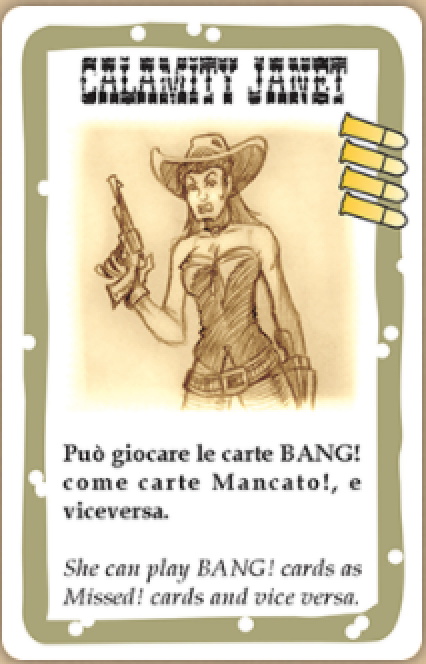 CALAMITY JANET
Può giocare le carte BANG!
come carte Mancato!, e
viceversa.
She can play BANG! cards as
Missed! cards and vice versa.